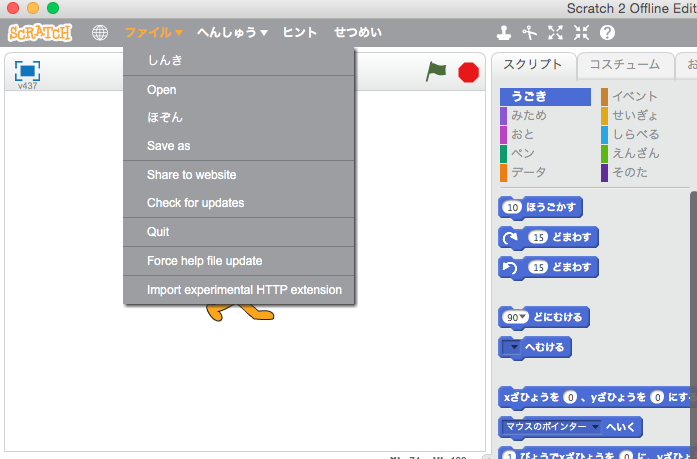 Scratch 2 Offline Edit
SCRATCH ファイル▼ へんしゅう▼ ヒント せつめい
v437
しんき
Open
ほぞん
Save as
Share to website
Check for updates
Quit
Force help file update
Import experimental HTTP extension
スクリプト コスチューム お
うごき イベント
みため せいぎょ
おと しらべる
ペン えんざん
データ そのた
10 ほうごかす
15 どまわす
15 どまわす
90▼ どにむける
▼ へむける
xざひょうを 0 、yざひょうを 0 にす
マウスのポインター ▼ へいく
1 びょうでxざひょうを 0 に、yざひょ